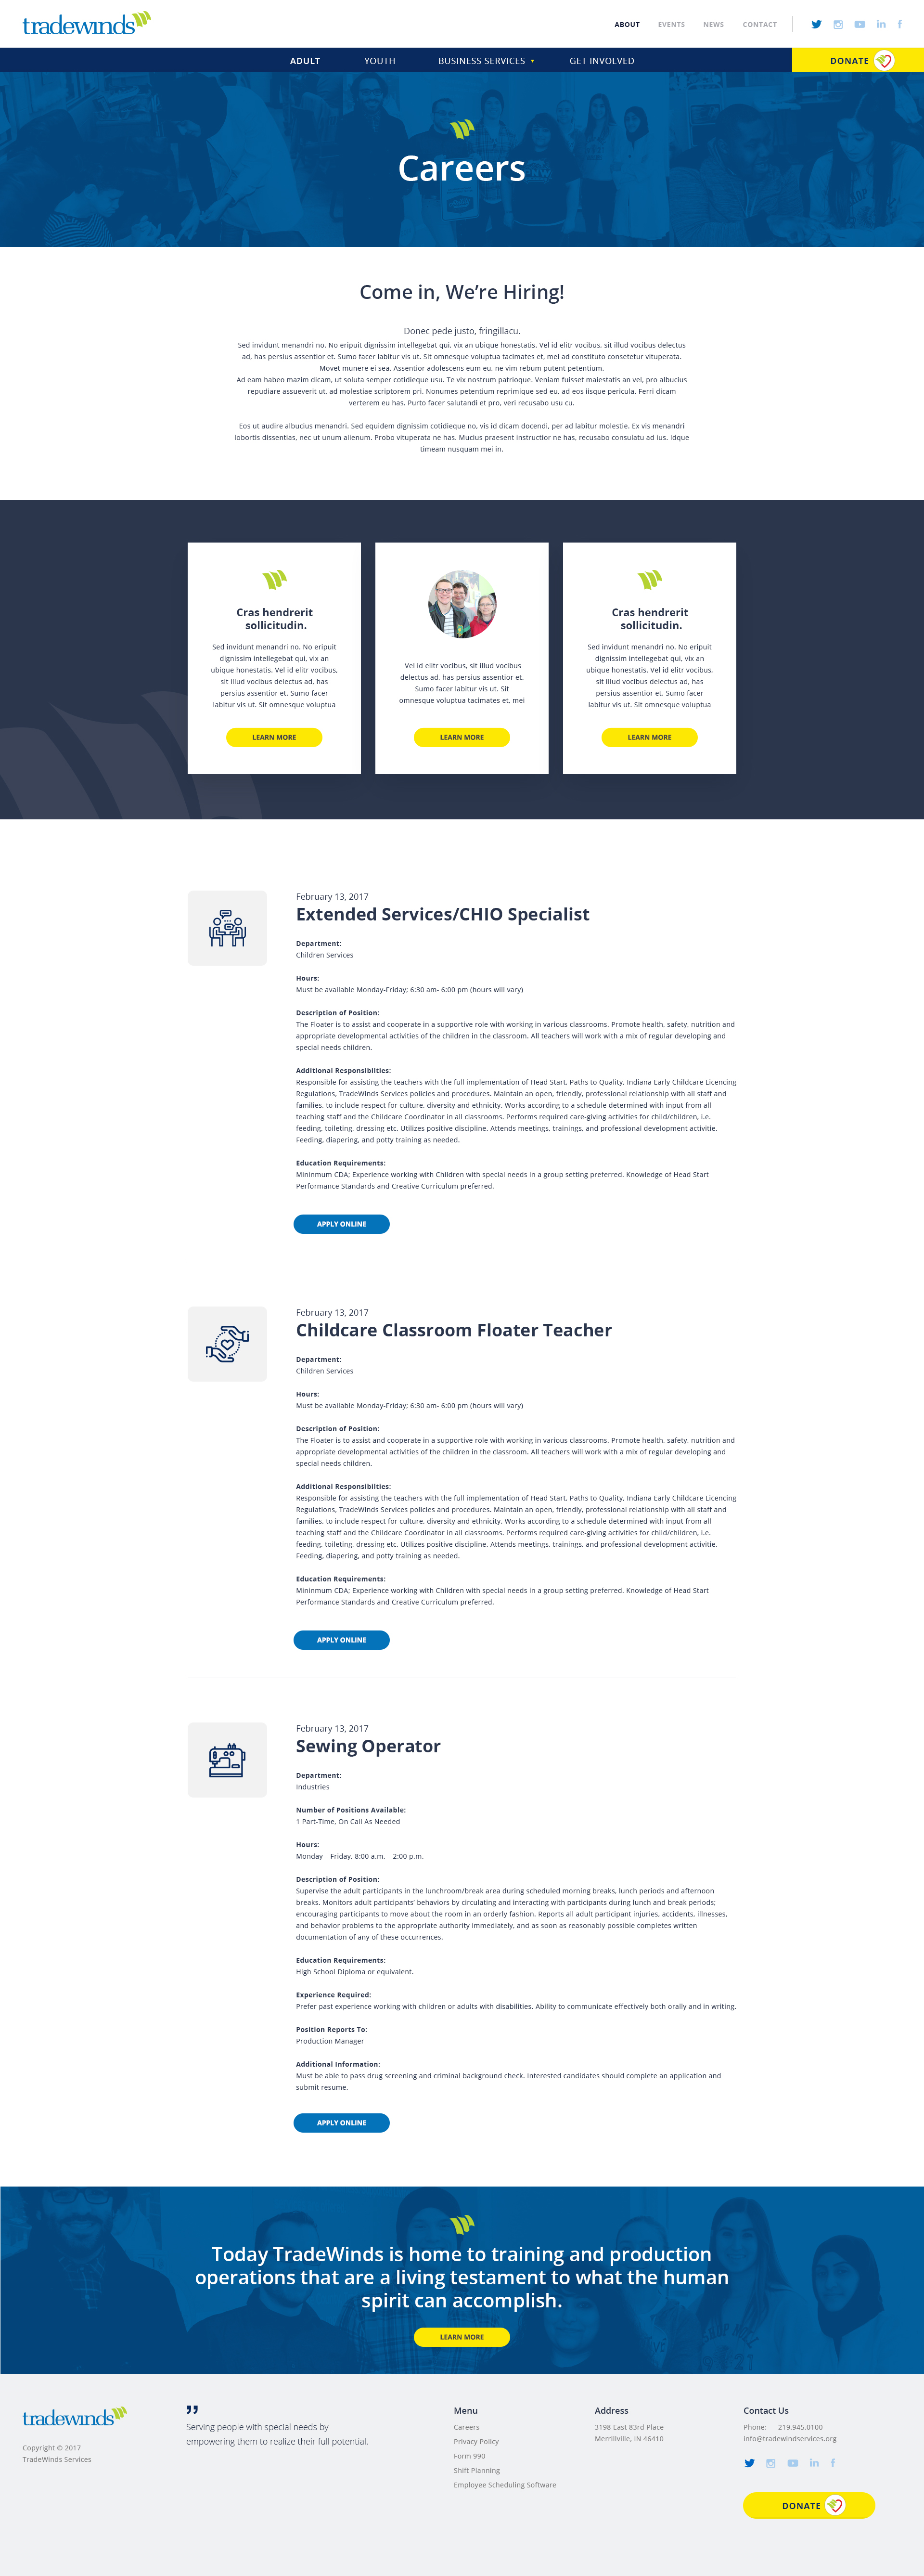 tradewinds
ABOUT EVENTS NEWS CONTACT
ADULT YOUTH BUSINESS SERVICES GET INVOLVED DONATE
Careers
Come in, We’re Hiring!
Donec pede justo, fringillacu.
Sed invidunt menandri no. No eripuit dignissim intellegebat qui, vix an ubique honestatis. Vel id elitr vocibus, sit illud vocibus delectus
ad, has persius assentior et. Sumo facer labitur vis ut. Sit omnesque voluptua tacimates et, mei ad constituto consetetur vituperata.
Movet munere ei sea. Assentior adolescens eum eu, ne vim rebum putent petentium.
Ad eam habeo mazim dicam, ut soluta semper cotidieque usu. Te vix nostrum patrioque. Veniam fuisset maiestatis an vel, pro albucius
repudiare assueverit ut, ad molestiae scriptorem pri. Nonumes petentium reprimique sed eu, ad eos iisque pericula. Ferri dicam
verterem eu has. Purto facer salutandi et pro, veri recusabo usu cu.
Eos ut audire albucius menandri. Sed equidem dignissim cotidieque no, vis id dicam docendi, per ad labitur molestie. Ex vis menandri
lobortis dissentias, nec ut unum alienum. Probo vituperata ne has. Mucius praesent instructior ne has, recusabo consulatu ad ius. Idque
timeam nusquam mei in.
Cras hendrerit
sollicitudin.
Sed invidunt menandri no. No eripuit
dignissim intellegebat qui, vix an
ubique honestatis. Vel id elitr vocibus,
sit illud vocibus delectus ad, has
persius assentior et. Sumo facer
labitur vis ut. Sit omnesque voluptua
LEARN MORE
Vel id elitr vocibus, sit illud vocibus
delectus ad, has persius assentior et.
Sumo facer labitur vis ut. Sit
omnesque voluptua tacimates et, mei
LEARN MORE
Cras hendrerit
sollicitudin.
Sed invidunt menandri no. No eripuit
dignissim intellegebat qui, vix an
ubique honestatis. Vel id elitr vocibus,
sit illud vocibus delectus ad, has
persius assentior et. Sumo facer
labitur vis ut. Sit omnesque voluptua
LEARN MORE
February 13, 2017
Extended Services/CHIO Specialist
Department:
Children Services
Hours:
Must be available Monday-Friday; 6:30 am- 6:00 pm (hours will vary)
Description of Position:
The Floater is to assist and cooperate in a supportive role with working in various classrooms. Promote health, safety, nutrition and
appropriate developmental activities of the children in the classroom. All teachers will work with a mix of regular developing and
special needs children.
Additional Responsibilties:
Responsible for assisting the teachers with the full implementation of Head Start, Paths to Quality, Indiana Early Childcare Licencing
Regulations, TradeWinds Services policies and procedures. Maintain an open, friendly, professional relationship with all staff and
families, to include respect for culture, diversity and ethnicity. Works according to a schedule determined with input from all
teaching staff and the Childcare Coordinator in all classrooms. Performs required care-giving activities for child/children, i.e.
feeding, toileting, dressing etc. Utilizes positive discipline. Attends meetings, trainings, and professional development activitie.
Feeding, diapering, and potty training as needed.
Education Requirements:
Mininmum CDA; Experience working with Children with special needs in a group setting preferred. Knowledge of Head Start
Performance Standards and Creative Curriculum preferred.
APPLY ONLINE
February 13, 2017
Childcare Classroom Floater Teacher
Department:
Children Services
Hours:
Must be available Monday-Friday; 6:30 am- 6:00 pm (hours will vary)
Description of Position:
The Floater is to assist and cooperate in a supportive role with working in various classrooms. Promote health, safety, nutrition and
appropriate developmental activities of the children in the classroom. All teachers will work with a mix of regular developing and
special needs children.
Additional Responsibilties:
Responsible for assisting the teachers with the full implementation of Head Start, Paths to Quality, Indiana Early Childcare Licencing
Regulations, TradeWinds Services policies and procedures. Maintain an open, friendly, professional relationship with all staff and
families, to include respect for culture, diversity and ethnicity. Works according to a schedule determined with input from all
teaching staff and the Childcare Coordinator in all classrooms. Performs required care-giving activities for child/children, i.e.
feeding, toileting, dressing etc. Utilizes positive discipline. Attends meetings, trainings, and professional development activitie.
Feeding, diapering, and potty training as needed.
Education Requirements:
Mininmum CDA; Experience working with Children with special needs in a group setting preferred. Knowledge of Head Start
Performance Standards and Creative Curriculum preferred.
APPLY ONLINE
February 13, 2017
Sewing Operator
Department:
Industries
Number of Positions Available:
1 Part-Time, On Call As Needed
Hours:
Monday – Friday, 8:00 a.m. – 2:00 p.m.
Description of Position:
Supervise the adult participants in the lunchroom/break area during scheduled morning breaks, lunch periods and afternoon
breaks. Monitors adult participants’ behaviors by circulating and interacting with participants during lunch and break periods;
encouraging participants to move about the room in an orderly fashion. Reports all adult participant injuries, accidents, illnesses,
and behavior problems to the appropriate authority immediately, and as soon as reasonably possible completes written
documentation of any of these occurrences.
Education Requirements:
High School Diploma or equivalent.
Experience Required:
Prefer past experience working with children or adults with disabilities. Ability to communicate effectively both orally and in writing.
Position Reports To:
Production Manager
Additional Information:
Must be able to pass drug screening and criminal background check. Interested candidates should complete an application and
submit resume.
APPLY ONLINE
Today TradeWinds is home to training and production
operations that are a living testament to what the human
spirit can accomplish.
LEARN MORE
tradewinds
Copyright © 2017
TradeWinds Services
”
Serving people with special needs by
empowering them to realize their full potential.
Menu
Careers
Privacy Policy
Form 990
Shift Planning
Employee Scheduling Software
Address
3198 East 83rd Place
Merrillville, IN 46410
Contact Us
Phone: 219.945.0100
info@tradewindservices.org
DONATE